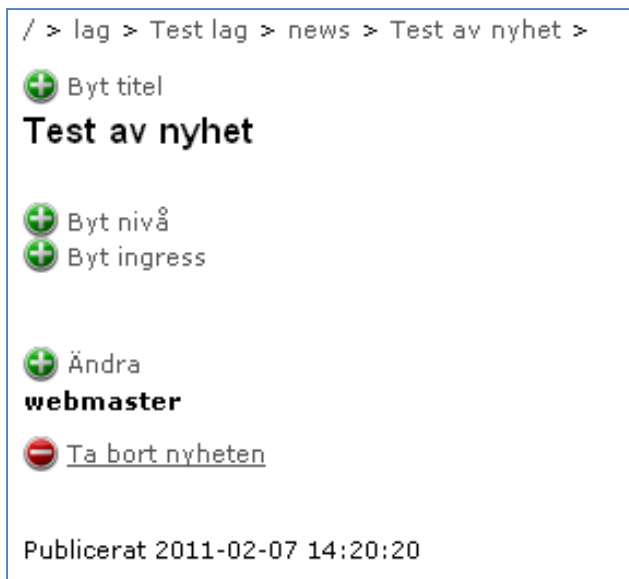 / > lag > Test lag > news > Test av nyhet >
Byt titel
Test av nyhet
Byt nivå
Byt ingress
Ändra
webmaster
Ta bort nyheten
Publicerat 2011-02-07 14:20:20